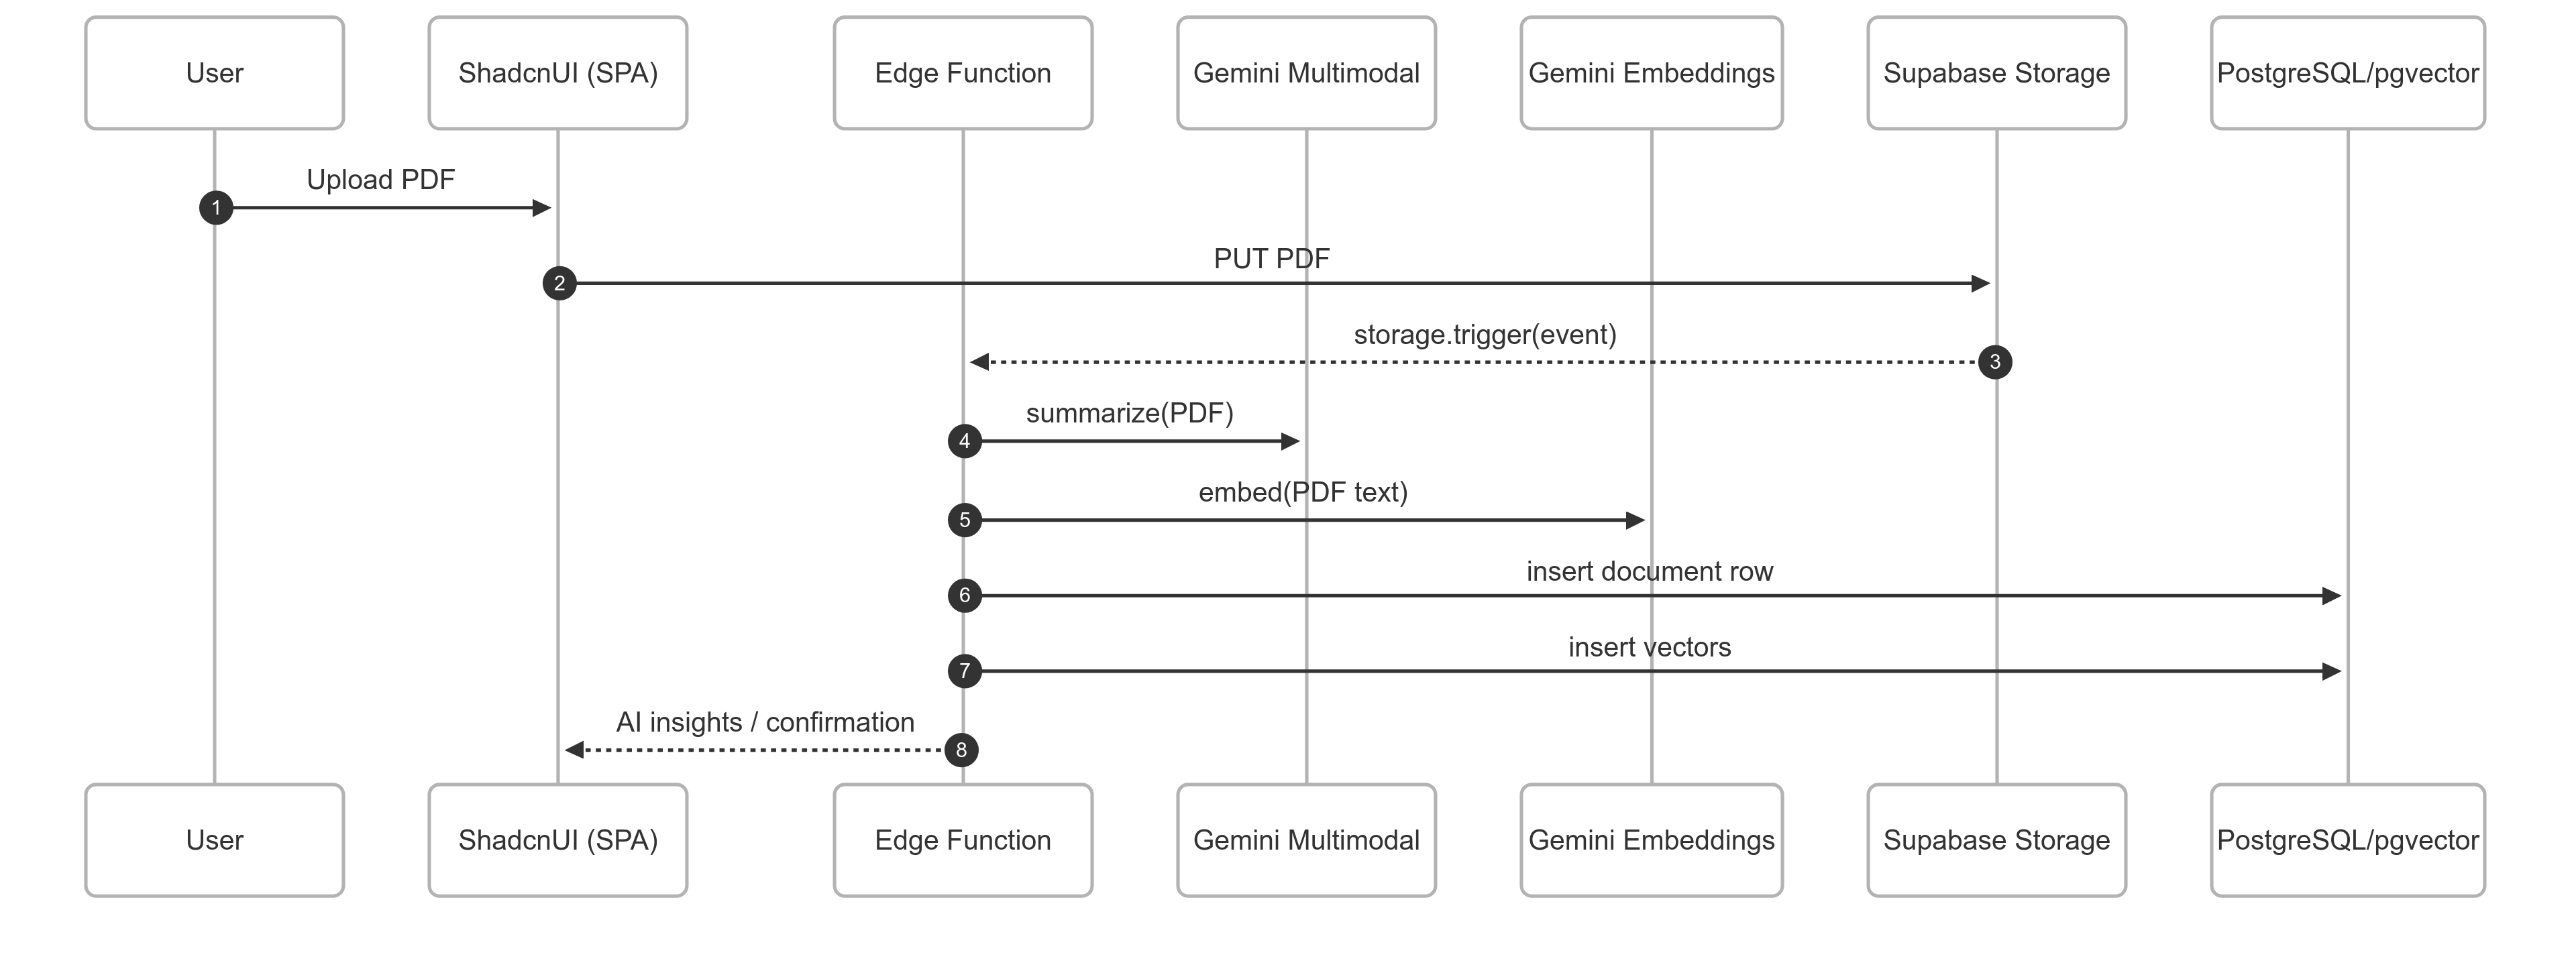 User
ShadcnUI (SPA)
Edge Function
Gemini Multimodal
Gemini Embeddings
Supabase Storage
PostgreSQL/pgvector
Upload PDF
1
PUT PDF
2
storage.trigger(event)
3
summarize(PDF)
4
embed(PDF text)
5
insert document row
6
insert vectors
7
AI insights / confirmation
8
User
ShadcnUI (SPA)
Edge Function
Gemini Multimodal
Gemini Embeddings
Supabase Storage
PostgreSQL/pgvector